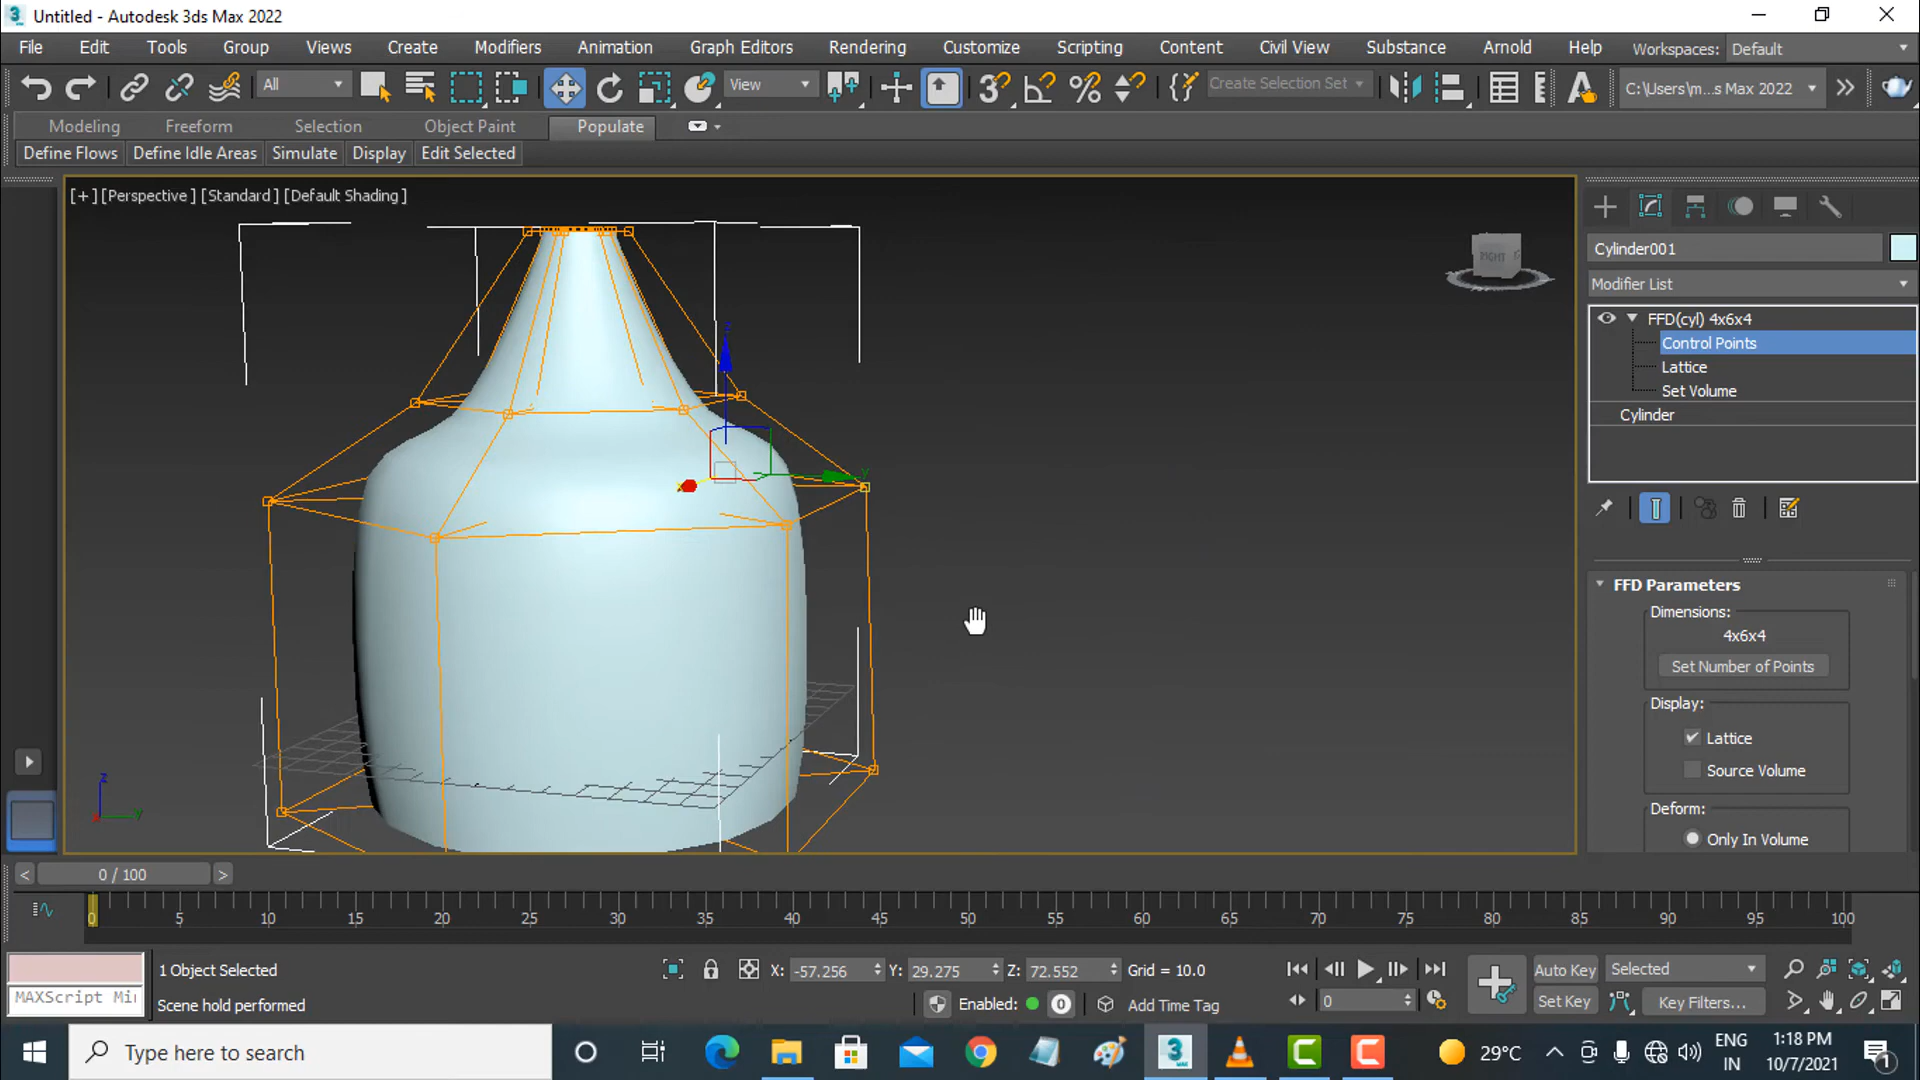 Untitled - Autodesk 3ds Max 2022
File Edit Tools Group Views Create Modifiers Animation Graph Editors Rendering Customize Scripting Content Civil View Substance Arnold Help Workspaces: Default
All View Create Selection Set C:\Users\m...s Max 2022
Modeling Freeform Selection Object Paint Populate
Define Flows Define Idle Areas Simulate Display Edit Selected
[+] [Perspective] [Standard] [Default Shading]
RIGHT
Cylinder001
Modifier List
FFD(cyl) 4x6x4
Control Points
Lattice
Set Volume
Cylinder
FFD Parameters
Dimensions:
4x6x4
Set Number of Points
Display:
Lattice
Source Volume
Deform:
Only In Volume
z
y
x
z
y
x
< 0 / 100 >
0 5 10 15 20 25 30 35 40 45 50 55 60 65 70 75 80 85 90 95 100
1 Object Selected X: -57.256 Y: 29.275 Z: 72.552 Grid = 10.0 Auto Key Selected
MAXScript Mi
Scene hold performed Enabled: 0 Add Time Tag 0 Set Key Key Filters...
Type here to search 29°C ENG
IN
1:18 PM
10/7/2021
1